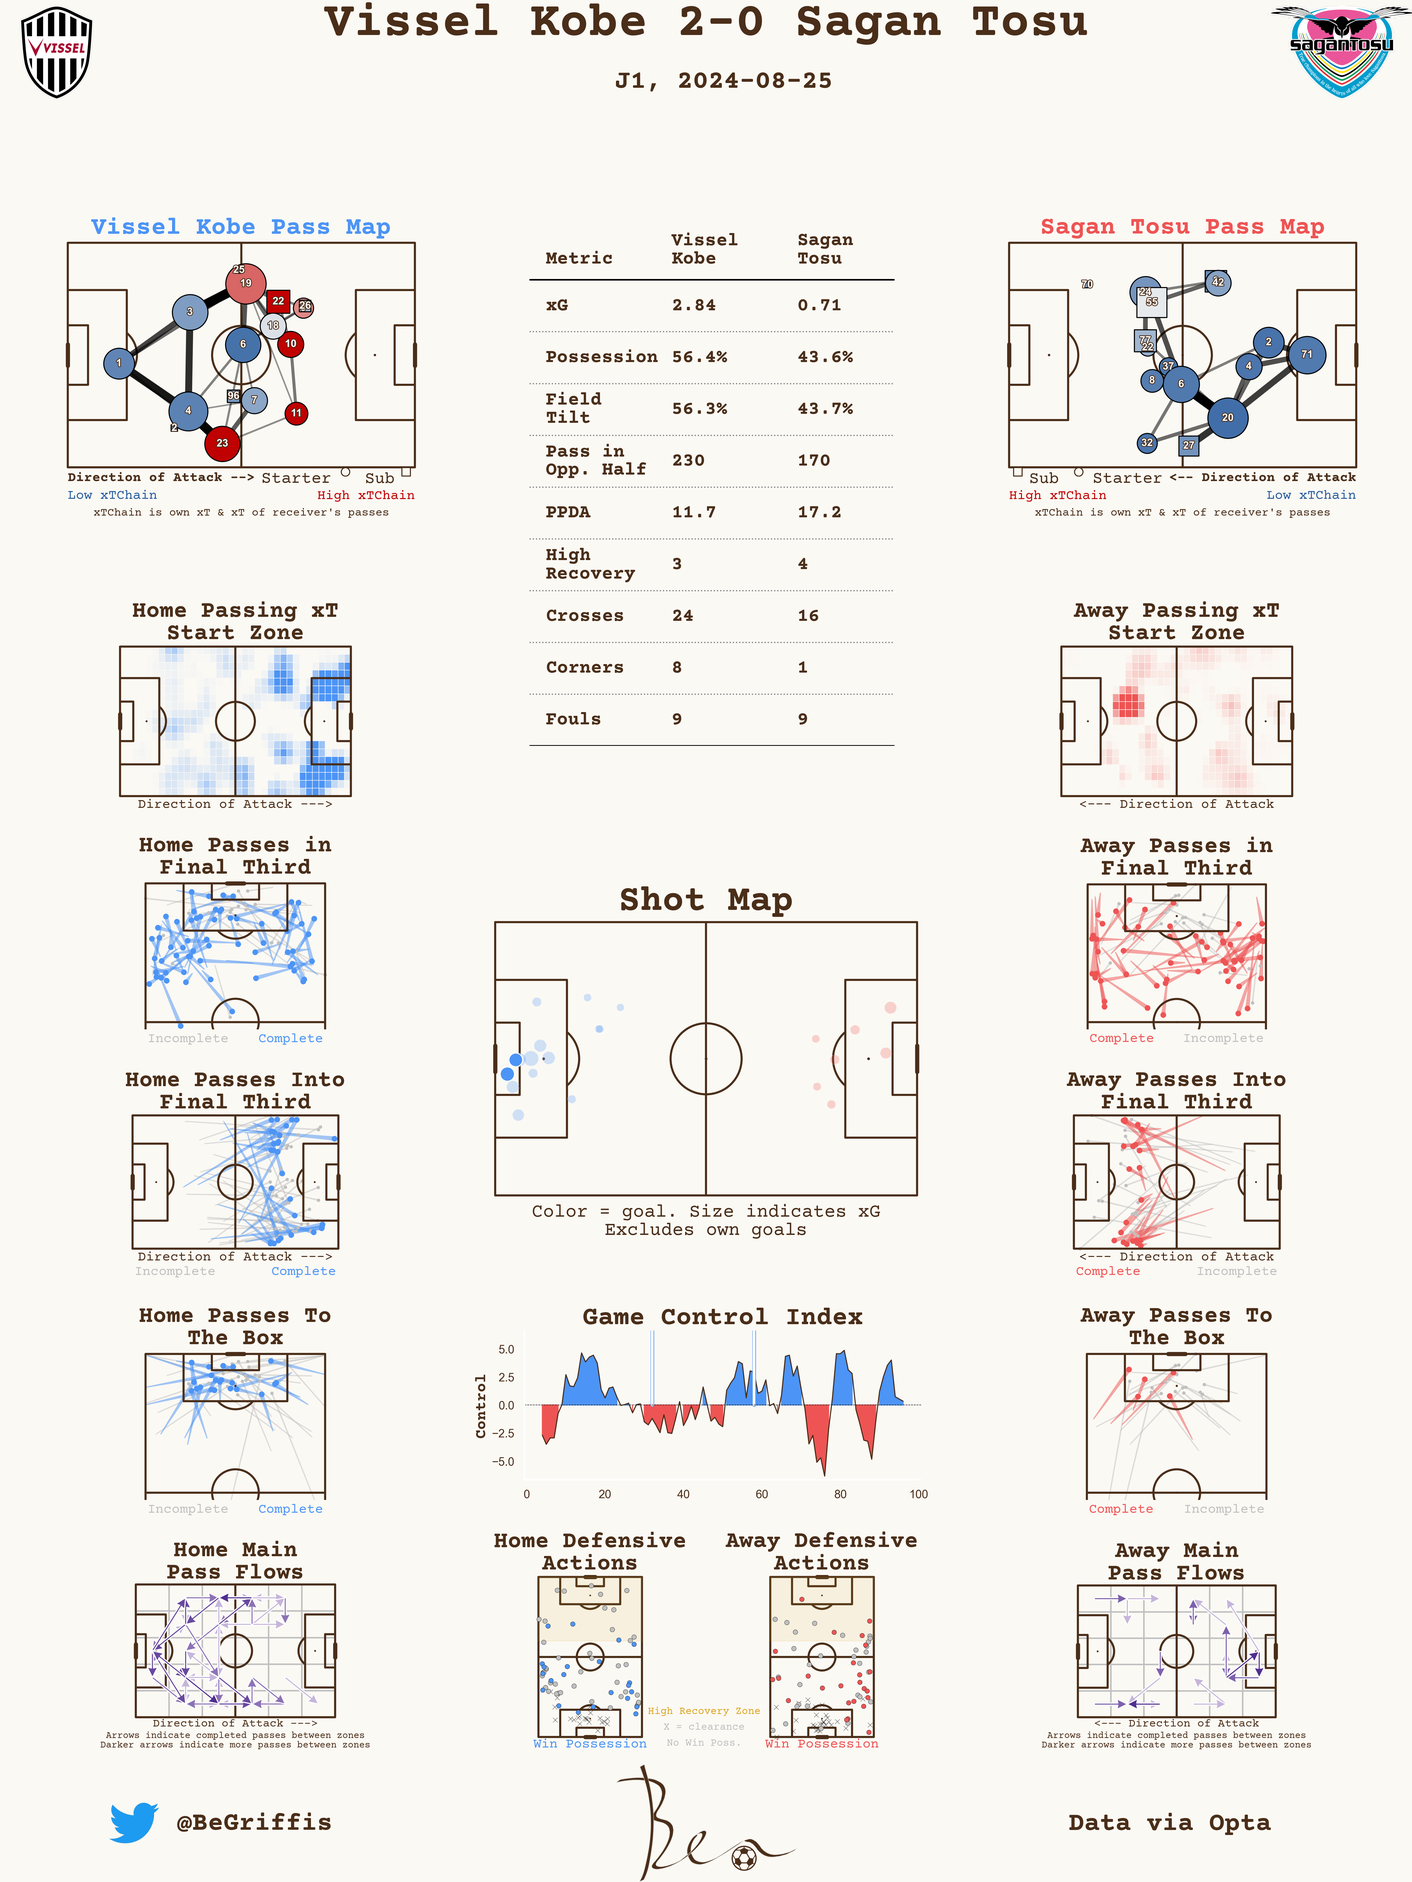 Vissel Kobe 2-0 Sagan Tosu
J1, 2024-08-25
VISSEL
saganTosu
Vissel Kobe Pass Map
25
19
22
26
3
18
6
10
1
96
7
4
11
2
23
Direction of Attack --> Starter Sub
Low xTChain High xTChain
xTChain is own xT & xT of receiver's passes
Metric Vissel Kobe Sagan Tosu
xG 2.84 0.71
Possession 56.4% 43.6%
Field Tilt 56.3% 43.7%
Pass in Opp. Half 230 170
PPDA 11.7 17.2
High Recovery 3 4
Crosses 24 16
Corners 8 1
Fouls 9 9
Sagan Tosu Pass Map
70
24
42
55
77
22
2
71
37
4
8
6
20
32
27
Sub Starter <-- Direction of Attack
High xTChain Low xTChain
xTChain is own xT & xT of receiver's passes
Home Passing xT
Start Zone
Direction of Attack --->
Away Passing xT
Start Zone
<--- Direction of Attack
Home Passes in
Final Third
Incomplete Complete
Away Passes in
Final Third
Complete Incomplete
Shot Map
Color = goal. Size indicates xG
Excludes own goals
Home Passes Into
Final Third
Direction of Attack --->
Incomplete Complete
Away Passes Into
Final Third
<--- Direction of Attack
Complete Incomplete
Home Passes To
The Box
Incomplete Complete
Game Control Index
Control
5.0
2.5
0.0
−2.5
−5.0
0 20 40 60 80 100
Away Passes To
The Box
Complete Incomplete
Home Main
Pass Flows
Direction of Attack --->
Arrows indicate completed passes between zones
Darker arrows indicate more passes between zones
Home Defensive
Actions
Win Possession
High Recovery Zone
X = clearance
No Win Poss.
Away Defensive
Actions
Win Possession
Away Main
Pass Flows
<--- Direction of Attack
Arrows indicate completed passes between zones
Darker arrows indicate more passes between zones
@BeGriffis
Ben
Data via Opta